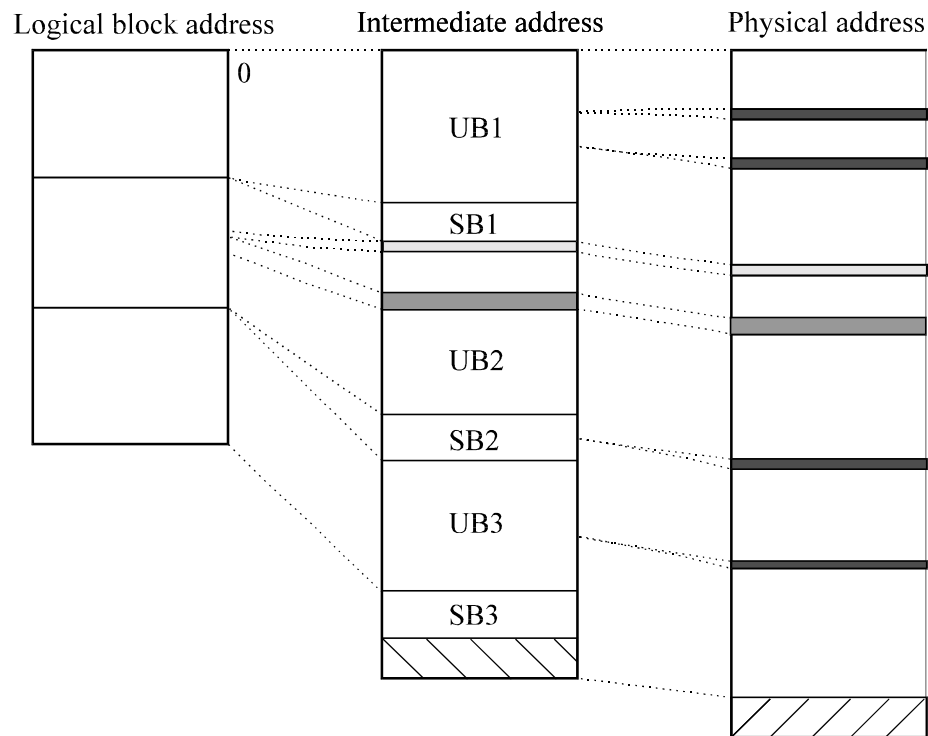 Logical block address
Intermediate address
Physical address
0
UB1
SB1
UB2
SB2
UB3
SB3